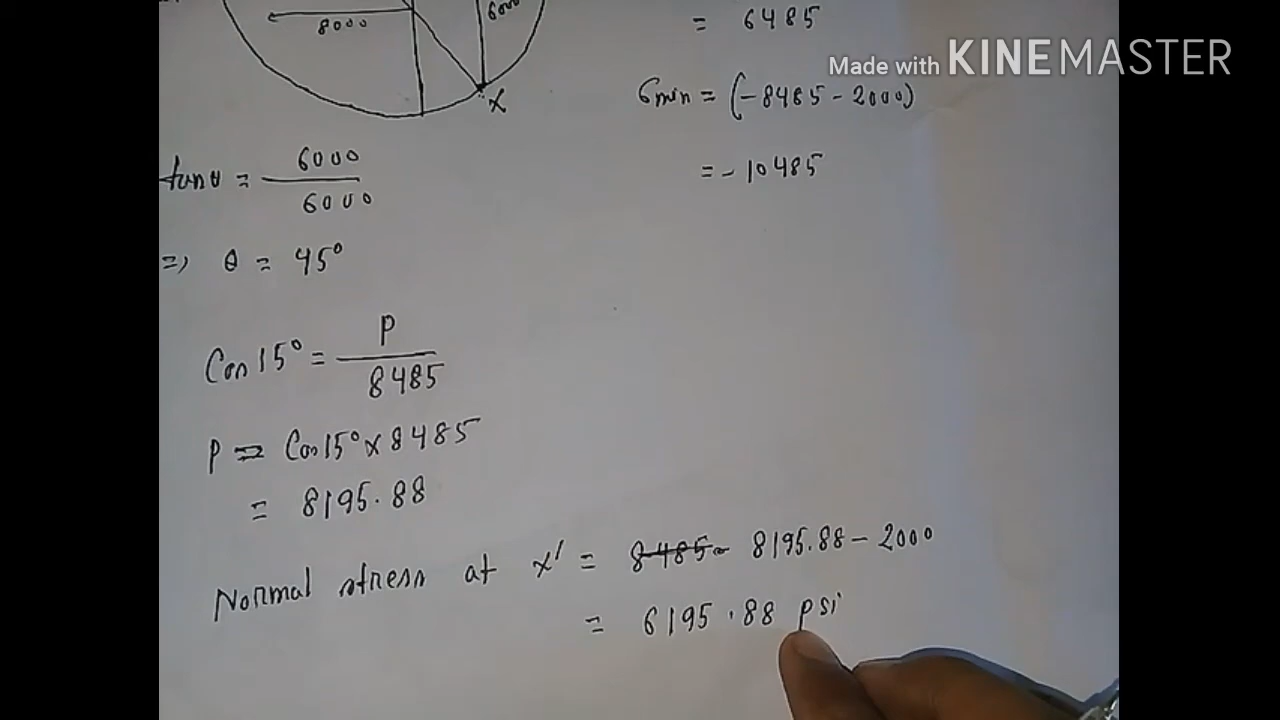 8000
6000
= 6485
Made with KINEMASTER
σmin = (-8485-2000)
= -10485
x
tanθ = 6000 / 6000
=> θ = 45°
Cos 15° = P / 8485
P = Cos 15° x 8485
= 8195.88
Normal stress at x' = 8485 - 8195.88 - 2000
= 6195.88 psi